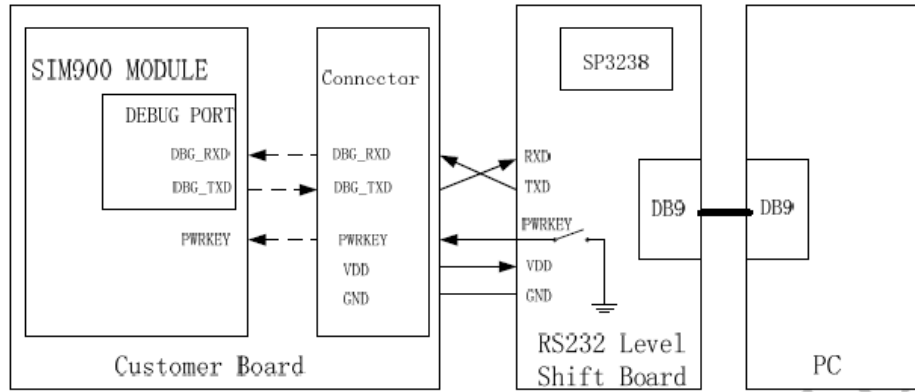 SIM900 MODULE
DEBUG PORT
DBG_RXD
DBG_TXD
PWRKEY
Connector
DBG_RXD
DBG_TXD
PWRKEY
VDD
GND
Customer Board
SP3238
RXD
TXD
PWRKEY
VDD
GND
DB9
RS232 Level
Shift Board
DB9
PC